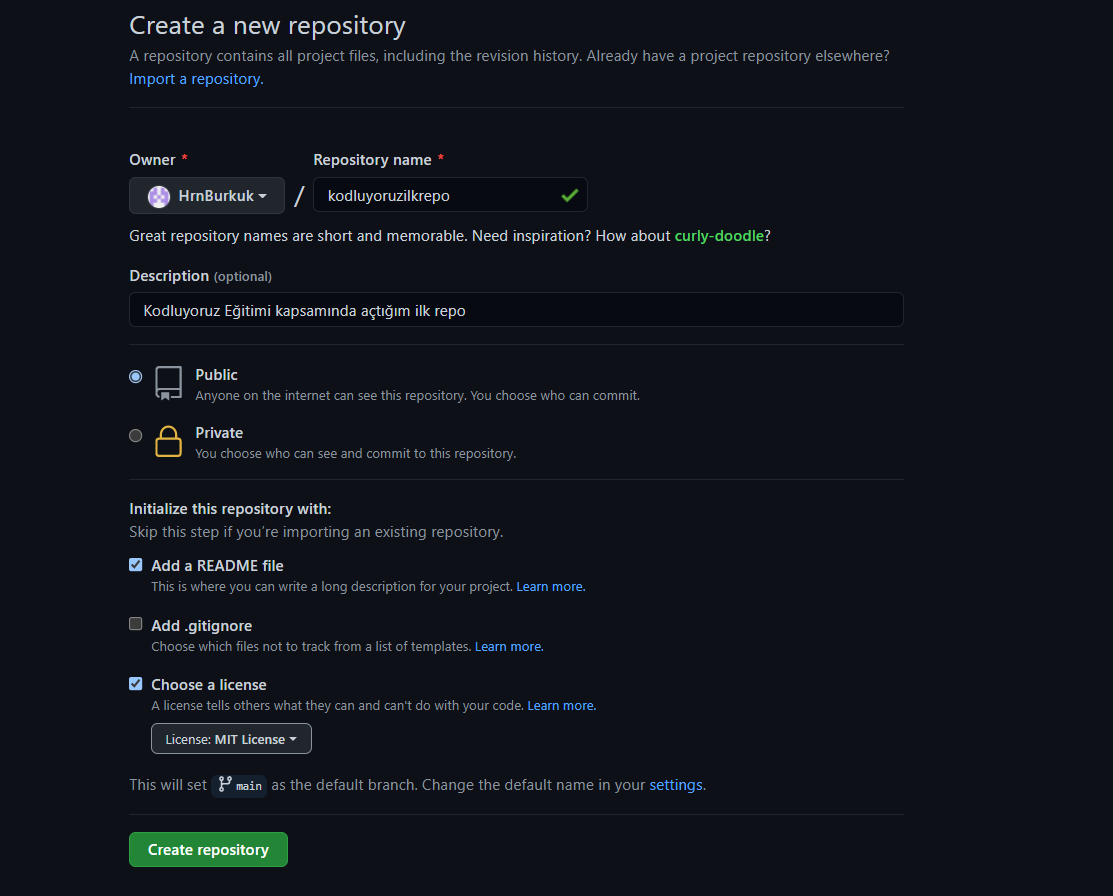 Create a new repository
A repository contains all project files, including the revision history. Already have a project repository elsewhere?
Import a repository.
Owner * Repository name *
HrnBurkuk / kodluyoruzilkrepo
Great repository names are short and memorable. Need inspiration? How about curly-doodle?
Description (optional)
Kodluyoruz Eğitimi kapsamında açtığım ilk repo
Public
Anyone on the internet can see this repository. You choose who can commit.
Private
You choose who can see and commit to this repository.
Initialize this repository with:
Skip this step if you're importing an existing repository.
Add a README file
This is where you can write a long description for your project. Learn more.
Add .gitignore
Choose which files not to track from a list of templates. Learn more.
Choose a license
A license tells others what they can and can't do with your code. Learn more.
License: MIT License
This will set main as the default branch. Change the default name in your settings.
Create repository